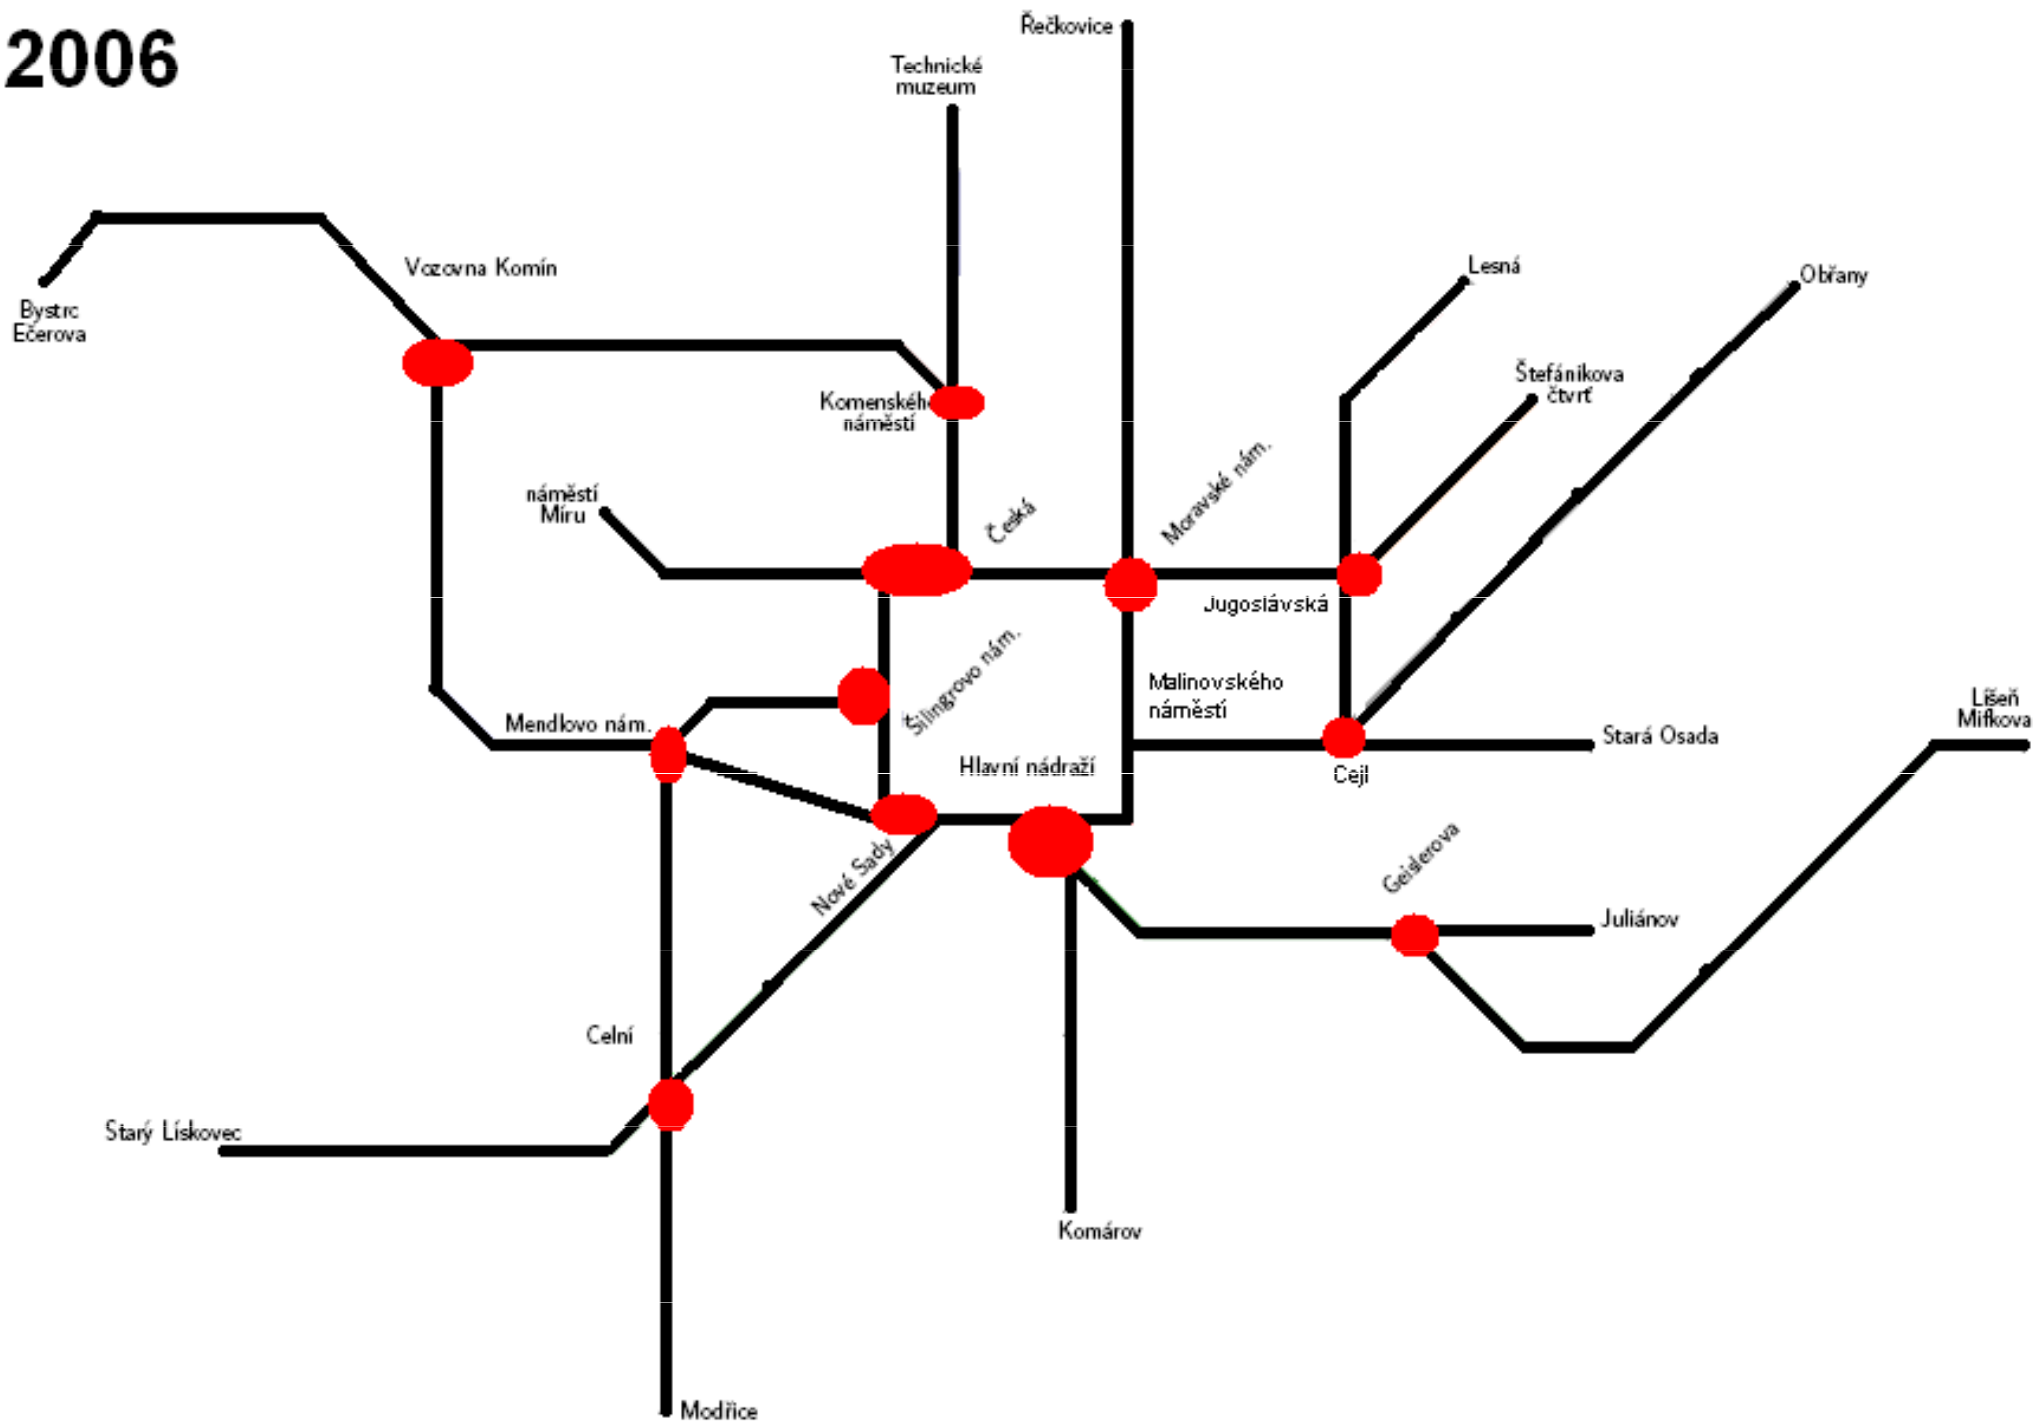 2006
Řečkovice
Technické
muzeum
Vozovna Komín
Lesná
Obřany
Bystrc
Ečerova
Štefánikova
čtvrť
Komenskéh
náměstí
Moravské nám.
náměstí
Míru
Česká
Jugoslávská
Šilingrovo nám.
Malinovského
náměstí
Líšeň
Mifkova
Mendlovo nám.
Stará Osada
Hlavní nádraží
Cejl
Geislerova
Nové Sady
Juliánov
Celní
Starý Lískovec
Komárov
Modřice